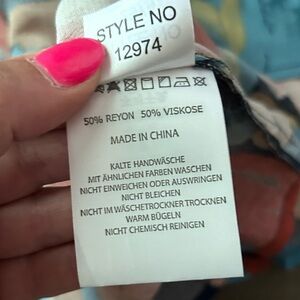 STYLE NO
12974
50% REYON 50% VISKOSE
MADE IN CHINA
KALTE HANDWÄSCHE
MIT ÄHNLICHEN FARBEN WASCHEN
NICHT EINWEICHEN ODER AUSWRINGEN
NICHT BLEICHEN
NICHT IM WÄSCHETROCKNER TROCKNEN
WARM BÜGELN
NICHT CHEMISCH REINIGEN